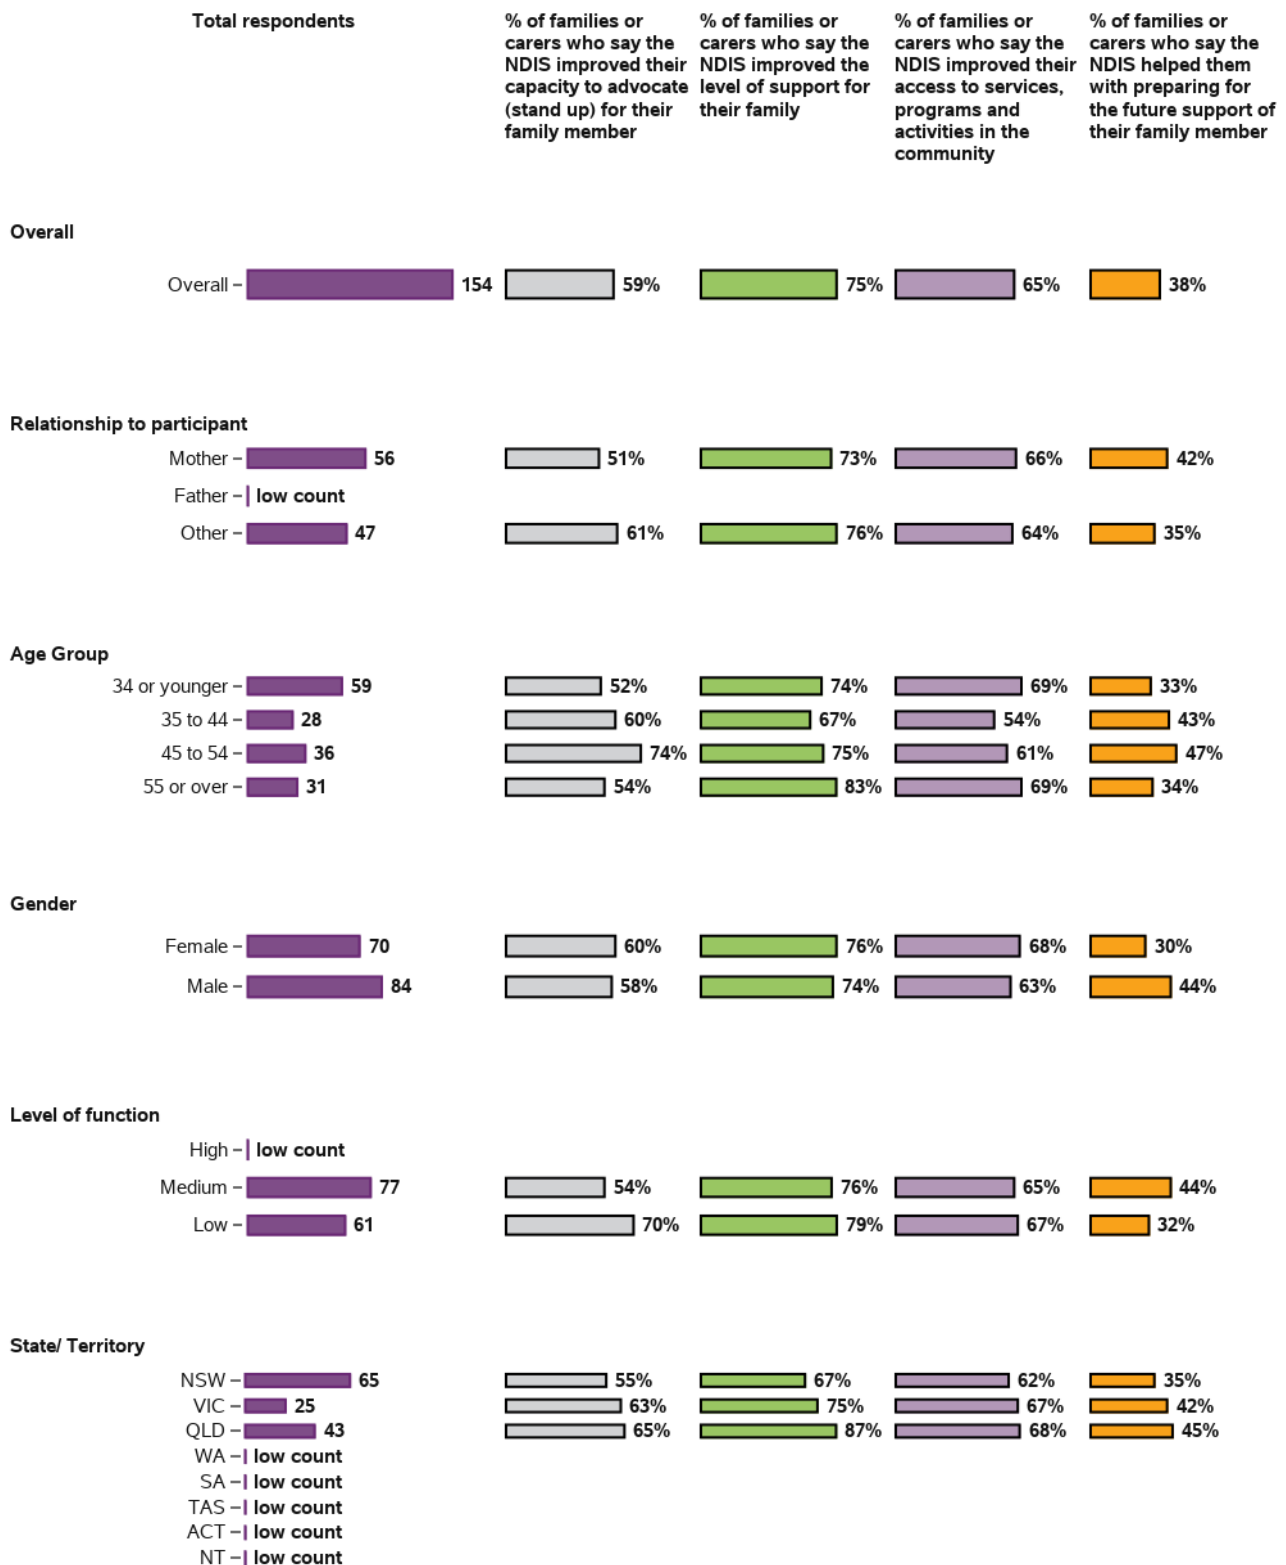 Total respondents
% of families or carers who say the NDIS improved their capacity to advocate (stand up) for their family member
% of families or carers who say the NDIS improved the level of support for their family
% of families or carers who say the NDIS improved their access to services, programs and activities in the community
% of families or carers who say the NDIS helped them with preparing for the future support of their family member
Overall
Overall 154 59% 75% 65% 38%
Relationship to participant
Mother 56 51% 73% 66% 42%
Father low count
Other 47 61% 76% 64% 35%
Age Group
34 or younger 59 52% 74% 69% 33%
35 to 44 28 60% 67% 54% 43%
45 to 54 36 74% 75% 61% 47%
55 or over 31 54% 83% 69% 34%
Gender
Female 70 60% 76% 68% 30%
Male 84 58% 74% 63% 44%
Level of function
High low count
Medium 77 54% 76% 65% 44%
Low 61 70% 79% 67% 32%
State/ Territory
NSW 65 55% 67% 62% 35%
VIC 25 63% 75% 67% 42%
QLD 43 65% 87% 68% 45%
WA low count
SA low count
TAS low count
ACT low count
NT low count